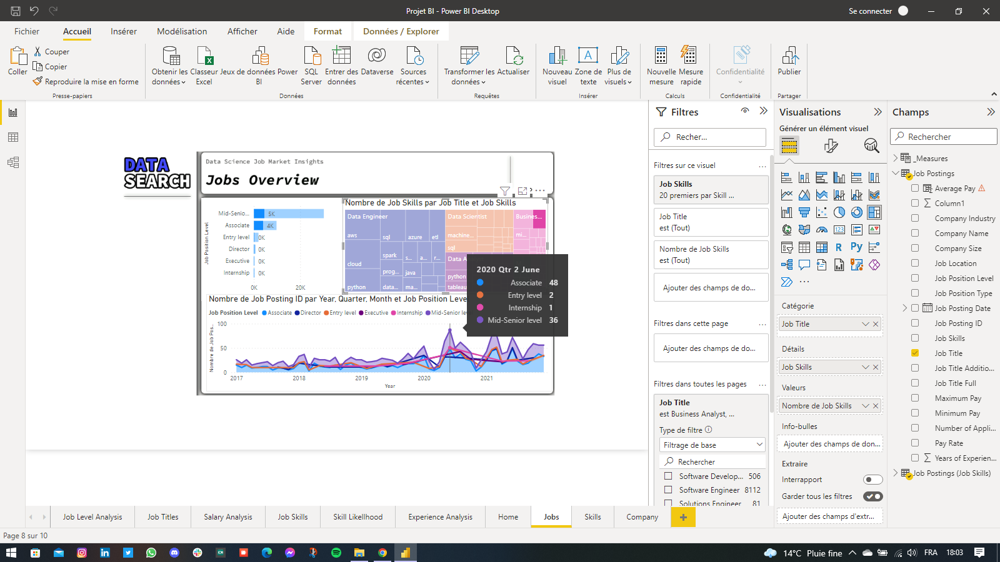 Projet BI - Power BI Desktop
Se connecter
Fichier
Accueil
Insérer
Modélisation
Afficher
Aide
Format
Données / Explorer
Coller
Couper
Copier
Reproduire la mise en forme
Presse-papiers
Obtenir les données
Classeur Excel
Jeux de données Power BI
SQL Server
Entrer des données
Dataverse
Sources récentes
Données
Transformer les données
Actualiser
Requêtes
Nouveau visuel
Zone de texte
Plus de visuels
Insérer
Nouvelle mesure
Mesure rapide
Calculs
Confidentialité
Confidentialité
Publier
Partager
DATA
SEARCH
Data Science Job Market Insights
Jobs Overview
Job Position Level
Mid-Senio...
5K
Associate
4K
Entry level
0K
Director
0K
Executive
0K
Internship
0K
0K
20K
Nombre de Job Skills par Job Title et Job Skills
Data Engineer
aws
cloud
python
sql
azure
etl
spark
s...
a...
r...
prog...
java
data...
ma...
Data Scientist
machine...
sql
Data A
python
tableau
Busines...
mi...
2020 Qtr 2 June
Associate 48
Entry level 2
Internship 1
Mid-Senior level 36
Nombre de Job Posting ID par Year, Quarter, Month et Job Position Leve
Job Position Level
Associate
Director
Entry level
Executive
Internship
Mid-Senior lev
Nombre de Job Pos...
100
50
0
2017
2018
2019
2020
2021
Year
Filtres
Recher...
Filtres sur ce visuel
...
Job Skills
20 premiers par Skill ...
Job Title
est (Tout)
Nombre de Job Skills
est (Tout)
Ajouter des champs de do...
Filtres dans cette page
...
Ajouter des champs de do...
Filtres dans toutes les pages
...
Job Title
est Business Analyst, ...
Type de filtre
Filtrage de base
Rechercher
Software Develop... 506
Software Engineer 8112
Solutions Engineer 81
Visualisations
Générer un élément visuel
123
R
Py
...
Catégorie
Job Title
Détails
Job Skills
Valeurs
Nombre de Job Skills
Info-bulles
Ajouter des champs de don...
Extraire
Interrapport
Garder tous les filtres
Ajouter des champs d'extr...
Champs
Rechercher
_Measures
Job Postings
Average Pay
Column1
Company Industry
Company Name
Company Size
Job Location
Job Position Level
Job Position Type
Job Posting Date
Job Posting ID
Job Skills
Job Title
Job Title Additio...
Job Title Full
Maximum Pay
Minimum Pay
Number of Appli...
Pay Rate
Years of Experien...
Job Postings (Job Skills)
Job Level Analysis
Job Titles
Salary Analysis
Job Skills
Skill LikelIhood
Experience Analysis
Home
Jobs
Skills
Company
+
Page 8 sur 10
14°C Pluie fine
FRA
18:03